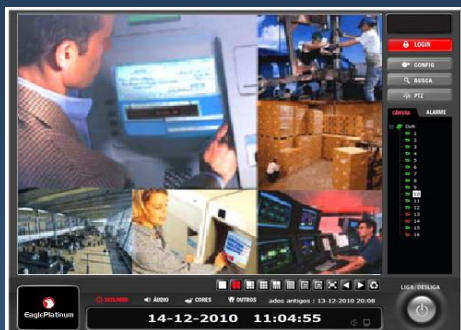 LOGIN
CONFIG
BUSCA
PTZ
CÂMERA ALARME
DVR
1
2
3
4
5
6
7
8
9
10
11
12
13
14
15
16
ÁUDIO CORES OUTROS ados antigos : 13-12-2010 20:08
LIGA/DESLIGA
EaglePlatinum
14-12-2010 11:04:55